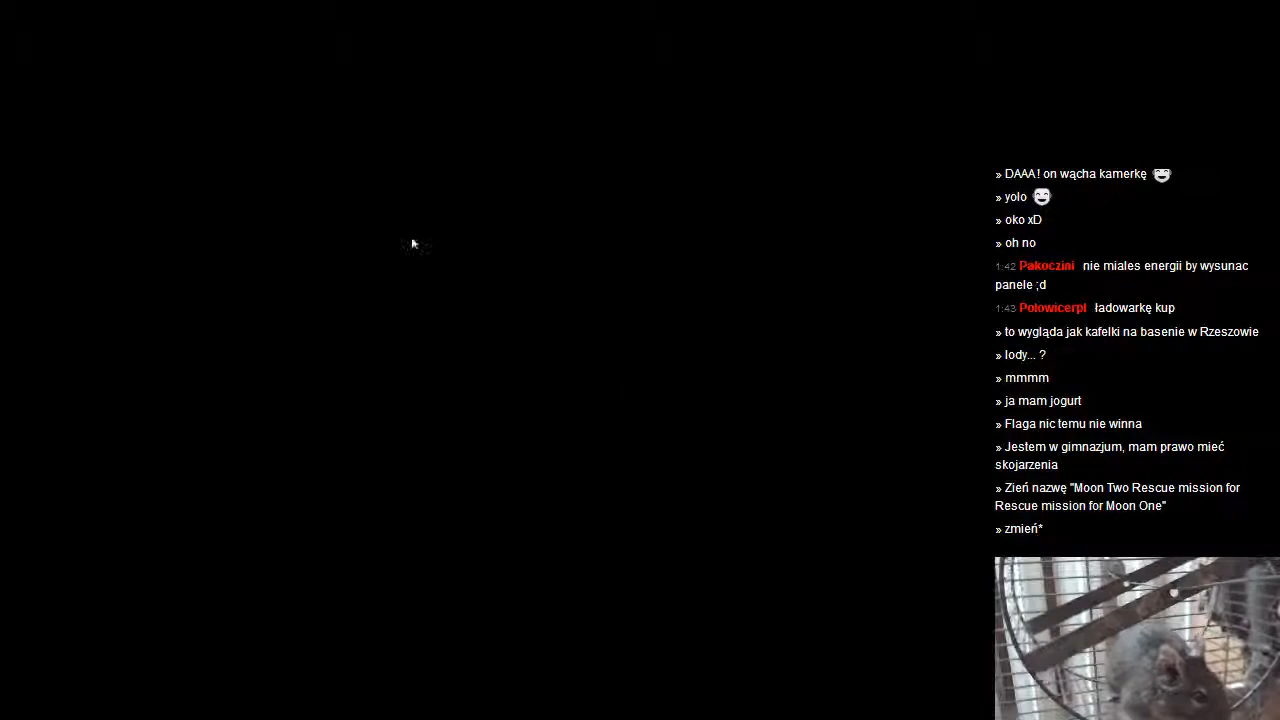 » DAAA! on wącha kamerkę
» yolo
» oko xD
» oh no
1:42 Pakoczini nie miales energii by wysunac
panele ;d
1:43 Polowicerpl ładowarkę kup
» to wygląda jak kafelki na basenie w Rzeszowie
» lody... ?
» mmmm
» ja mam jogurt
» Flaga nic temu nie winna
» Jestem w gimnazjum, mam prawo mieć
skojarzenia
» Zień nazwę "Moon Two Rescue mission for
Rescue mission for Moon One"
» zmień*